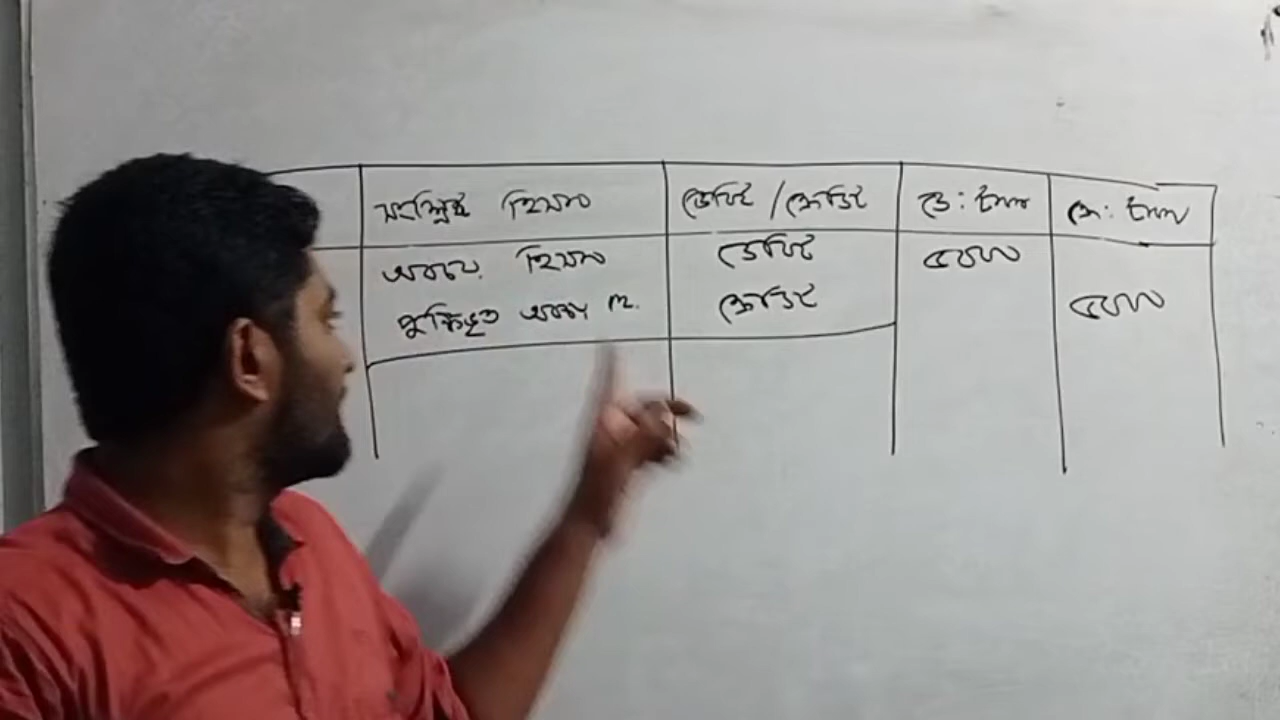 সংশ্লিষ্ট হিসাব ডেবিট / ক্রেডিট ডে: টাকা ক্রে: টাকা
অবচয় হিসাব ডেবিট ৫০০০
পুঞ্জিভূত অবচয় হি. ক্রেডিট ৫০০০